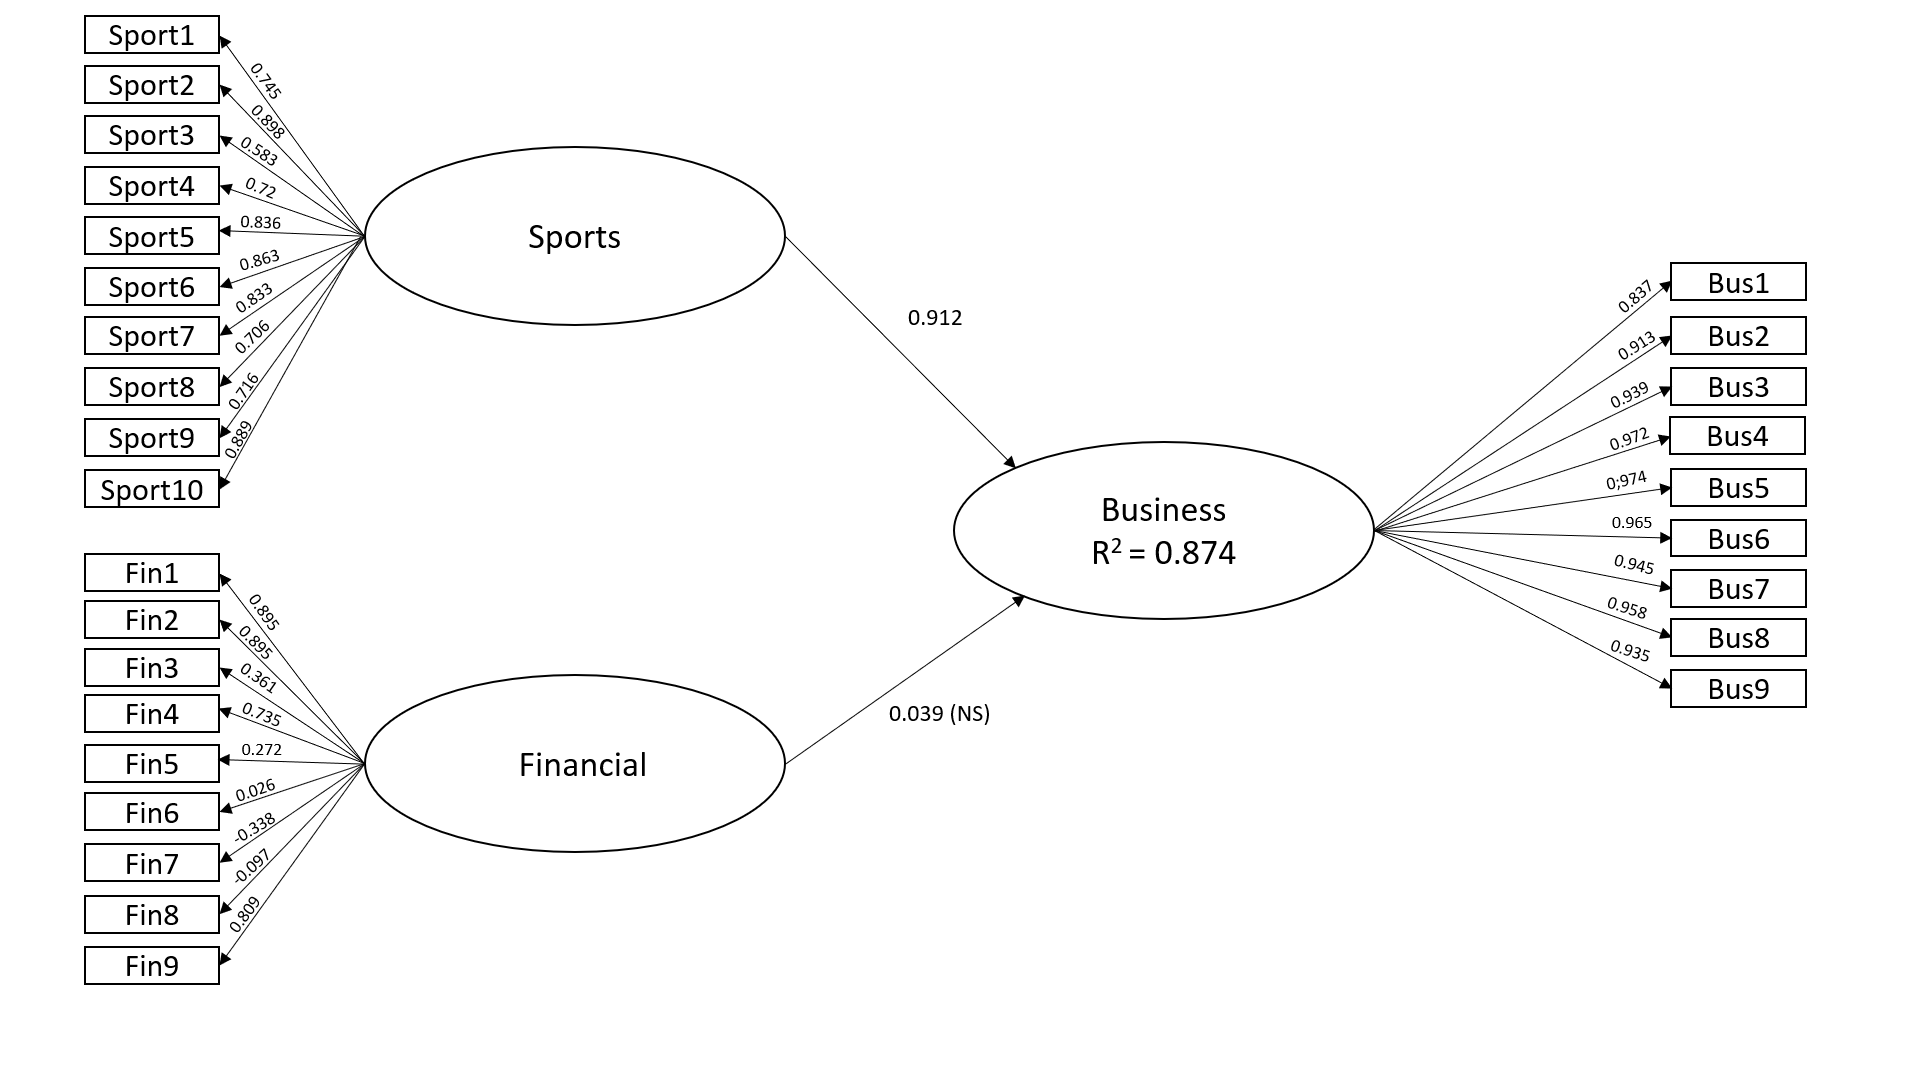 Sport1
Sport2
Sport3
Sport4
Sport5
Sport6
Sport7
Sport8
Sport9
Sport10
0.745
0.898
0.583
0.72
0.836
0.863
0.833
0.706
0.716
0.889
Sports
0.912
Fin1
Fin2
Fin3
Fin4
Fin5
Fin6
Fin7
Fin8
Fin9
0.895
0.895
0.361
0.735
0.272
0.026
-0.338
-0.097
0.809
Financial
0.039 (NS)
Business
R² = 0.874
0.837
0.913
0.939
0.972
0;974
0.965
0.945
0.958
0.935
Bus1
Bus2
Bus3
Bus4
Bus5
Bus6
Bus7
Bus8
Bus9